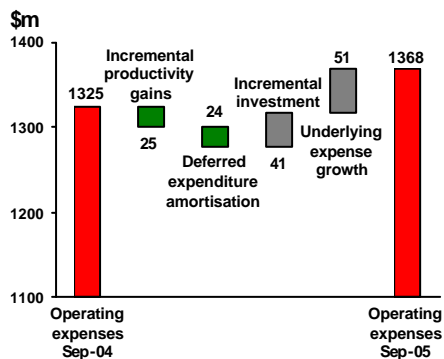 $m
1400
1300
1200
1100
1325
Incremental
productivity
gains
25
24
Deferred
expenditure
amortisation
Incremental
investment
41
51
Underlying
expense
growth
1368
Operating
expenses
Sep-04
Operating
expenses
Sep-05